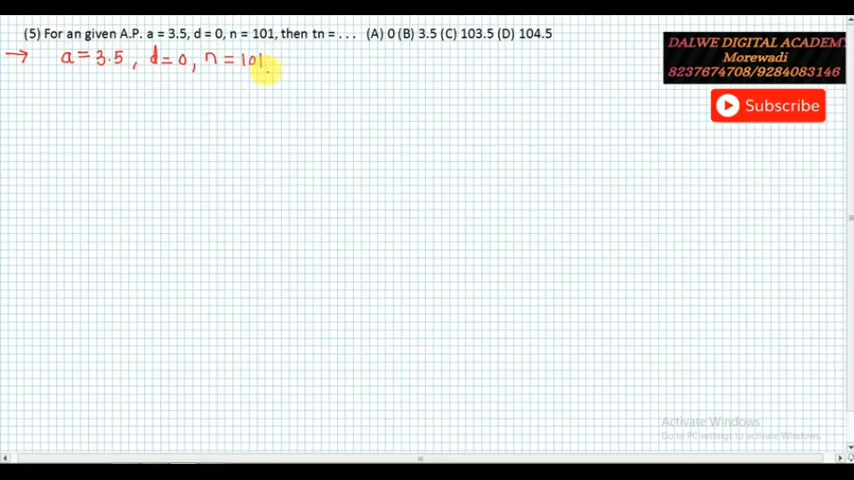 (5) For an given A.P. a = 3.5, d = 0, n = 101, then tn = . . . (A) 0 (B) 3.5 (C) 103.5 (D) 104.5
→ a = 3.5 , d = 0 , n = 101
DALWE DIGITAL ACADEMY
Morewadi
8237674708/9284083146
Subscribe
Activate Windows
Go to PC settings to activate Windows.